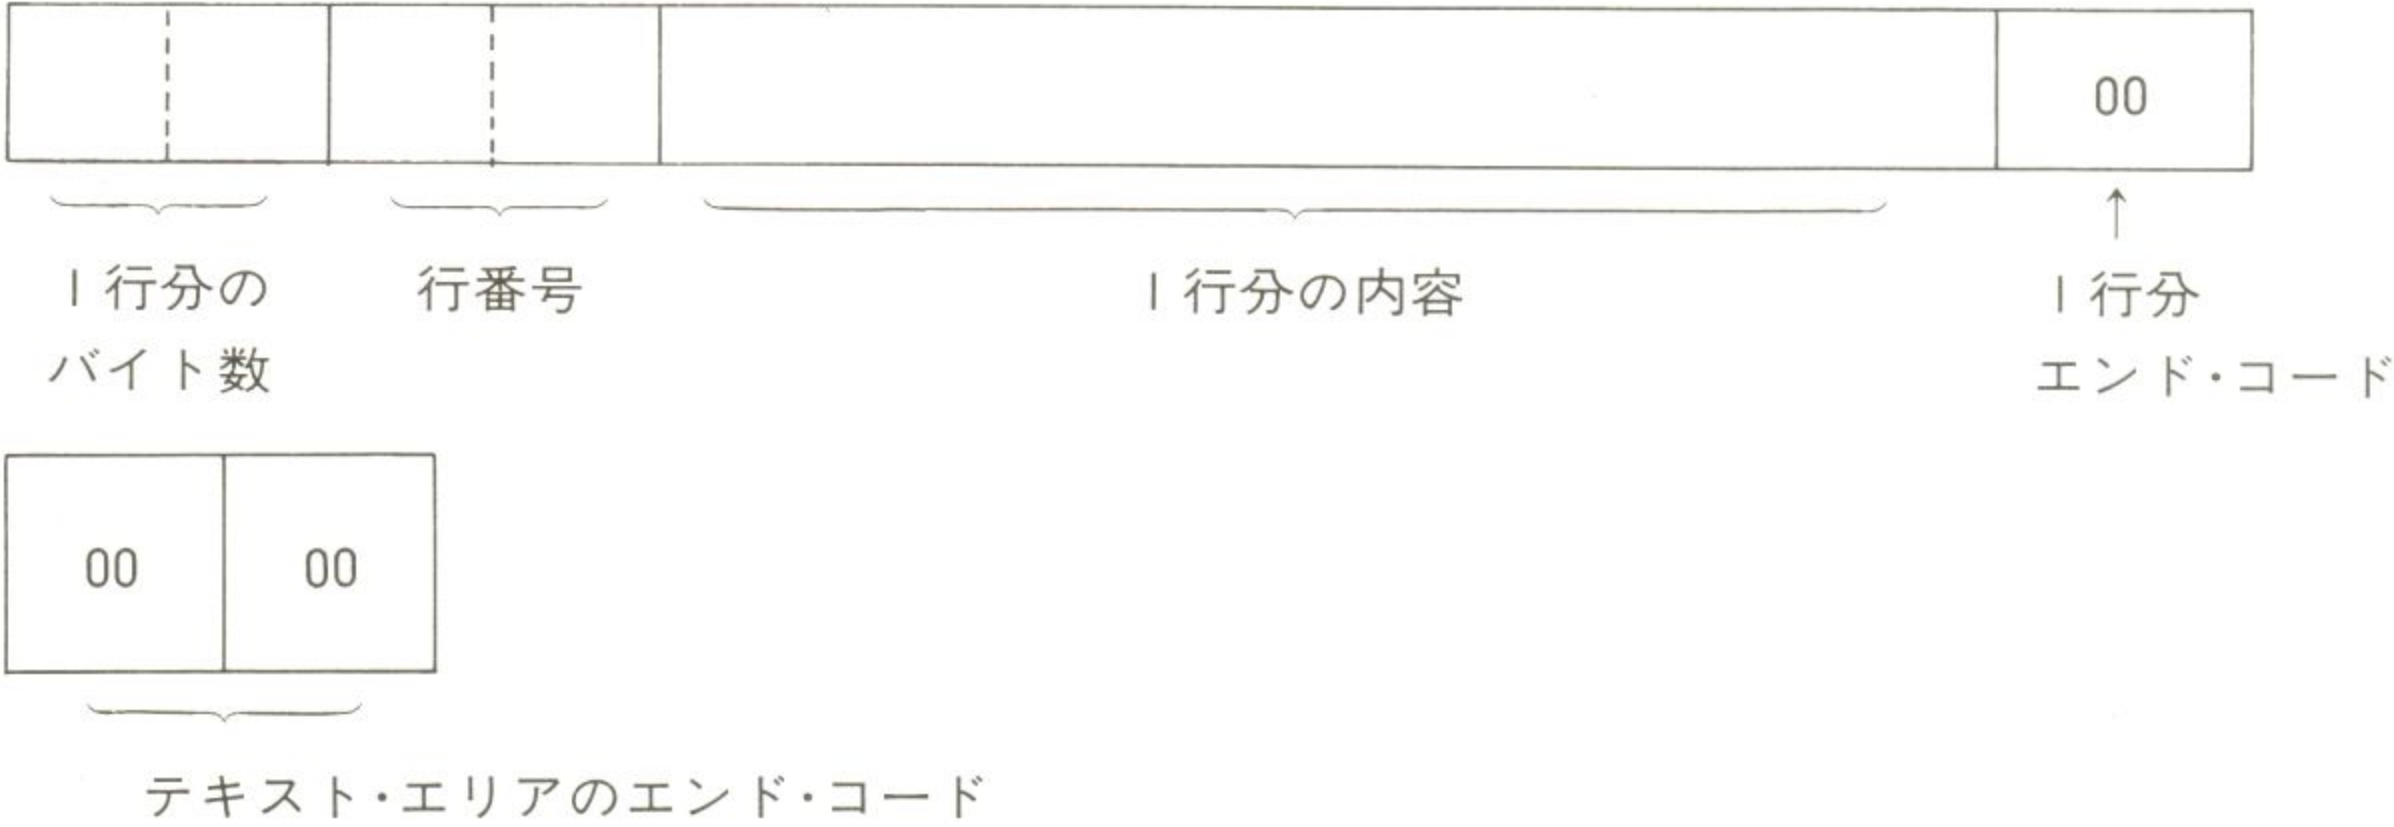 00
1行分の
バイト数
行番号
1行分の内容
1行分
エンド・コード
00 00
テキスト・エリアのエンド・コード